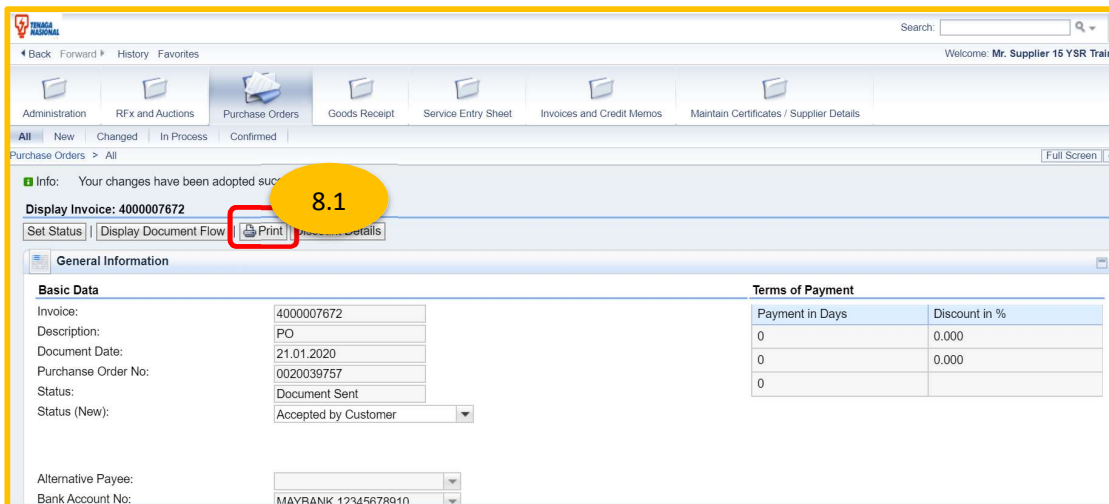 TENAGA
NASIONAL
Search:
Back Forward History Favorites
Welcome: Mr. Supplier 15 YSR
Administration RFx and Auctions Purchase Orders Goods Receipt Service Entry Sheet Invoices and Credit Memos Maintain Certificates / Supplier Details
All New Changed In Process Confirmed
Purchase Orders > All
Full Screen
Info: Your changes have been adopted
8.1
Display Invoice: 4000007672
Set Status | Display Document Flow | Print Details
General Information
Basic Data
Terms of Payment
Invoice: 4000007672
Payment in Days Discount in %
Description: PO
0 0.000
Document Date: 21.01.2020
0 0.000
Purchanse Order No: 0020039757
0
Status: Document Sent
Status (New): Accepted by Customer
Alternative Payee:
Bank Account No: MAYBANK 12345678910